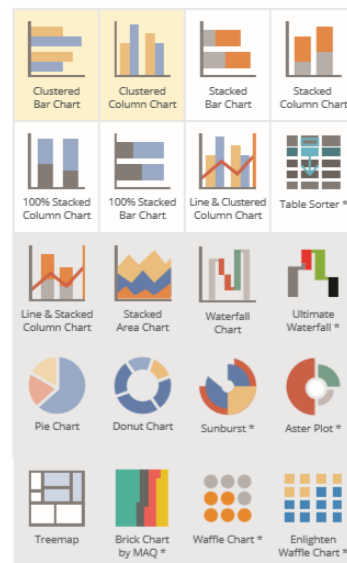 Clustered
Bar Chart
Clustered
Column Chart
Stacked
Bar Chart
Stacked
Column Chart
100% Stacked
Column Chart
100% Stacked
Bar Chart
Line & Clustered
Column Chart
Table Sorter *
Line & Stacked
Column Chart
Stacked
Area Chart
Waterfall
Chart
Ultimate
Waterfall *
Pie Chart
Donut Chart
Sunburst *
Aster Plot *
Treemap
Brick Chart
by MAQ *
Waffle Chart *
Enlighten
Waffle Chart *